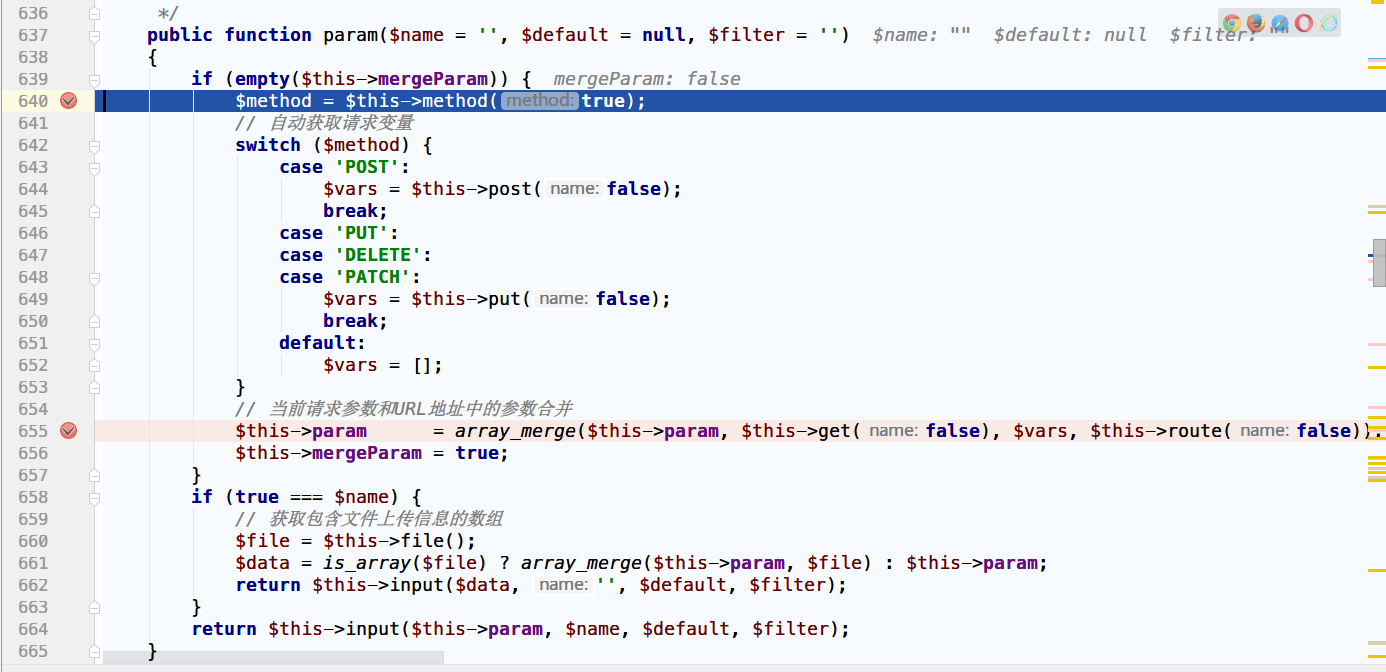 636 */
637 public function param($name = '', $default = null, $filter = '') $name: "" $default: null $filter: ""
638 {
639 if (empty($this->mergeParam)) { mergeParam: false
640 $method = $this->method( method: true);
641 // 自动获取请求变量
642 switch ($method) {
643 case 'POST':
644 $vars = $this->post( name: false);
645 break;
646 case 'PUT':
647 case 'DELETE':
648 case 'PATCH':
649 $vars = $this->put( name: false);
650 break;
651 default:
652 $vars = [];
653 }
654 // 当前请求参数和URL地址中的参数合并
655 $this->param = array_merge($this->param, $this->get( name: false), $vars, $this->route( name: false));
656 $this->mergeParam = true;
657 }
658 if (true === $name) {
659 // 获取包含文件上传信息的数组
660 $file = $this->file();
661 $data = is_array($file) ? array_merge($this->param, $file) : $this->param;
662 return $this->input($data, name: '', $default, $filter);
663 }
664 return $this->input($this->param, $name, $default, $filter);
665 }